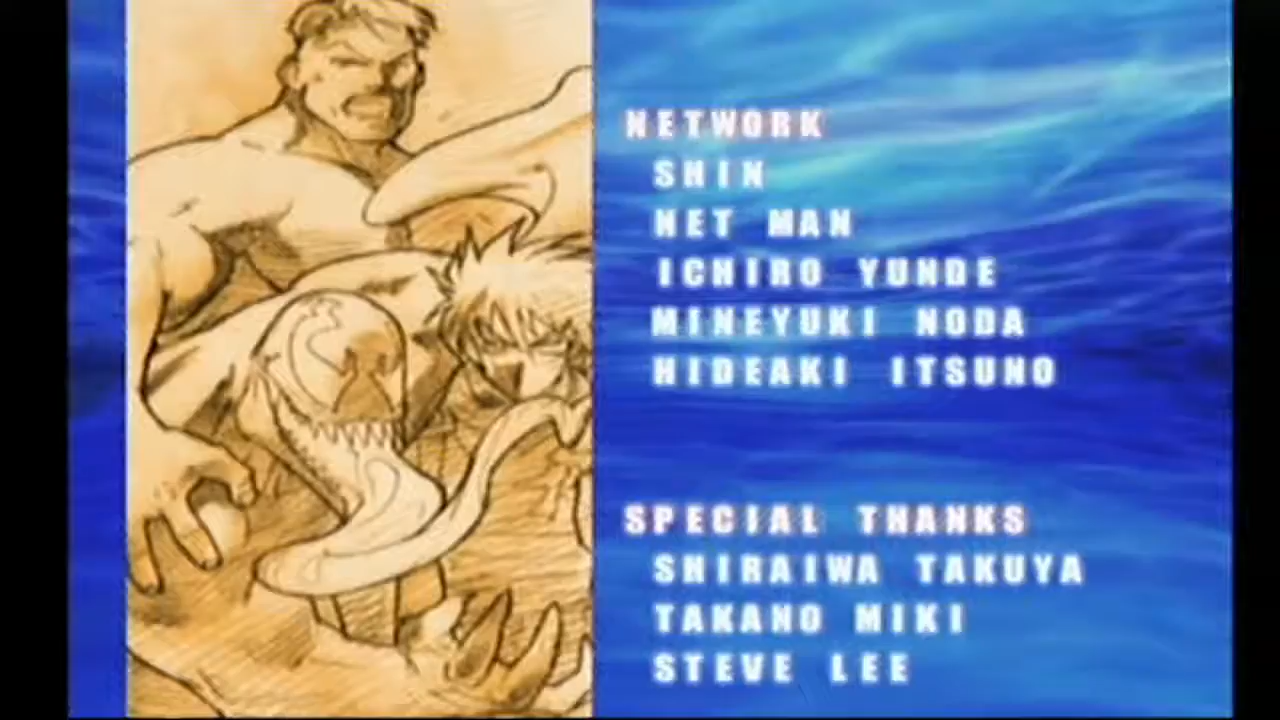 NETWORK
SHIN
NET MAN
ICHIRO YUNDE
MINEYUKI NODA
HIDEAKI ITSUNO
SPECIAL THANKS
SHIRAIWA TAKUYA
TAKANO MIKI
STEVE LEE